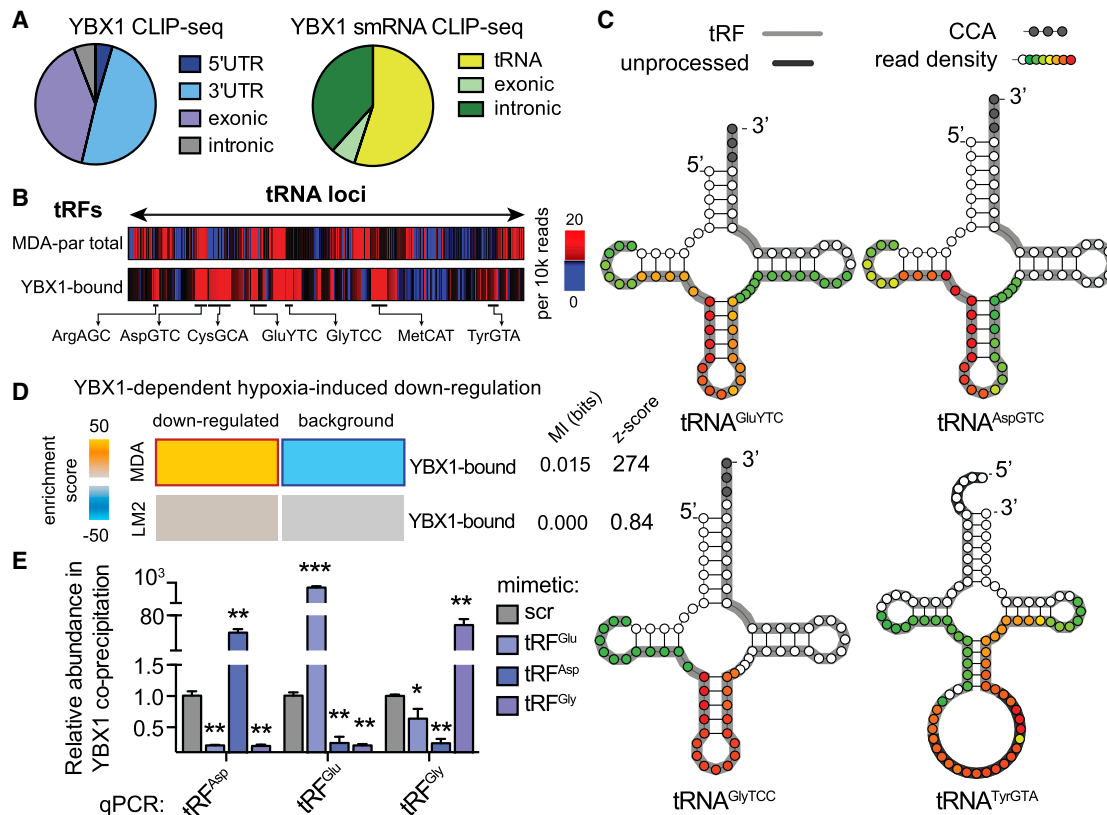 A
YBX1 CLIP-seq
5'UTR
3'UTR
exonic
intronic
YBX1 smRNA CLIP-seq
tRNA
exonic
intronic
B
tRFs
tRNA loci
MDA-par total
YBX1-bound
20
0
per 10k reads
ArgAGC AspGTC CysGCA GluYTC GlyTCC MetCAT TyrGTA
C
tRF
unprocessed
CCA
read density
3’
5’
tRNA^GluYTC
3’
5’
tRNA^AspGTC
3’
5’
tRNA^GlyTCC
5’
3’
tRNA^TyrGTA
D
YBX1-dependent hypoxia-induced down-regulation
enrichment
score
50
-50
down-regulated background
MI (bits) z-score
MDA YBX1-bound 0.015 274
LM2 YBX1-bound 0.000 0.84
E
Relative abundance in
YBX1 co-precipitation
10^3
80
1.5
1.0
0.5
** ** **
*** ** **
* ** **
qPCR: tRF^Asp tRF^Glu tRF^Gly
mimetic:
scr
tRF^Glu
tRF^Asp
tRF^Gly